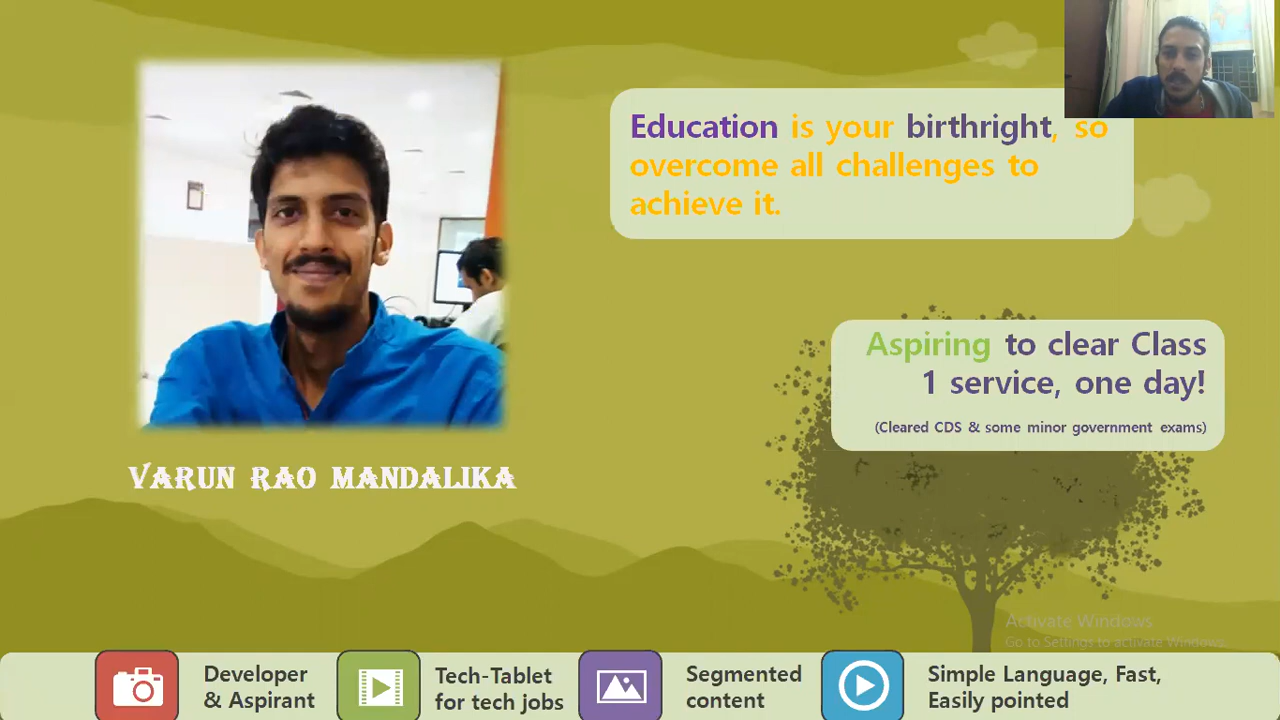 Education is your birthright, so
overcome all challenges to
achieve it.
Aspiring to clear Class
1 service, one day!
(Cleared CDS & some minor government exams)
VARUN RAO MANDALIKA
Activate Windows
Go to Settings to activate Windows.
Developer
& Aspirant
Tech-Tablet
for tech jobs
Segmented
content
Simple Language, Fast,
Easily pointed